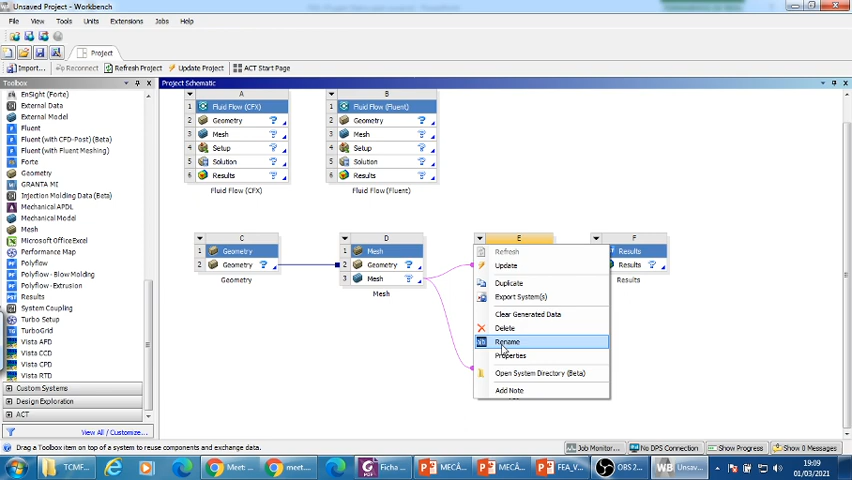 Unsaved Project - Workbench
File View Tools Units Extensions Jobs Help
Project
Import... Reconnect Refresh Project Update Project ACT Start Page
Toolbox
Project Schematic
EnSight (Forte)
External Data
External Model
Fluent
Fluent (with CFD-Post) (Beta)
Fluent (with Fluent Meshing)
Forte
Geometry
GRANTA MI
Injection Molding Data (Beta)
Mechanical APDL
Mechanical Model
Mesh
Microsoft Office Excel
Performance Map
Polyflow
Polyflow - Blow Molding
Polyflow - Extrusion
Results
System Coupling
Turbo Setup
TurboGrid
Vista AFD
Vista CCD
Vista CPD
Vista RTD
Custom Systems
Design Exploration
ACT
View All / Customize...
A
1 Fluid Flow (CFX)
2 Geometry ?
3 Mesh ?
4 Setup ?
5 Solution ?
6 Results ?
Fluid Flow (CFX)
B
1 Fluid Flow (Fluent)
2 Geometry ?
3 Mesh ?
4 Setup ?
5 Solution ?
6 Results ?
Fluid Flow (Fluent)
C
1 Geometry
2 Geometry ?
Geometry
D
1 Mesh
2 Geometry ?
3 Mesh ?
Mesh
E
Refresh
Update
Duplicate
Export System(s)
Clear Generated Data
Delete
Rename
Properties
Open System Directory (Beta)
Add Note
F
Results
Results ?
Results
Drag a Toolbox item on top of a system to reuse components and exchange data.
Job Monitor... No DPS Connection Show Progress Show 0 Messages
TCMF... Meet: ... meet.... Ficha ... MECÂ... MECÂ... FFA_V... OBS 2... Unsav...
19:09
01/03/2021